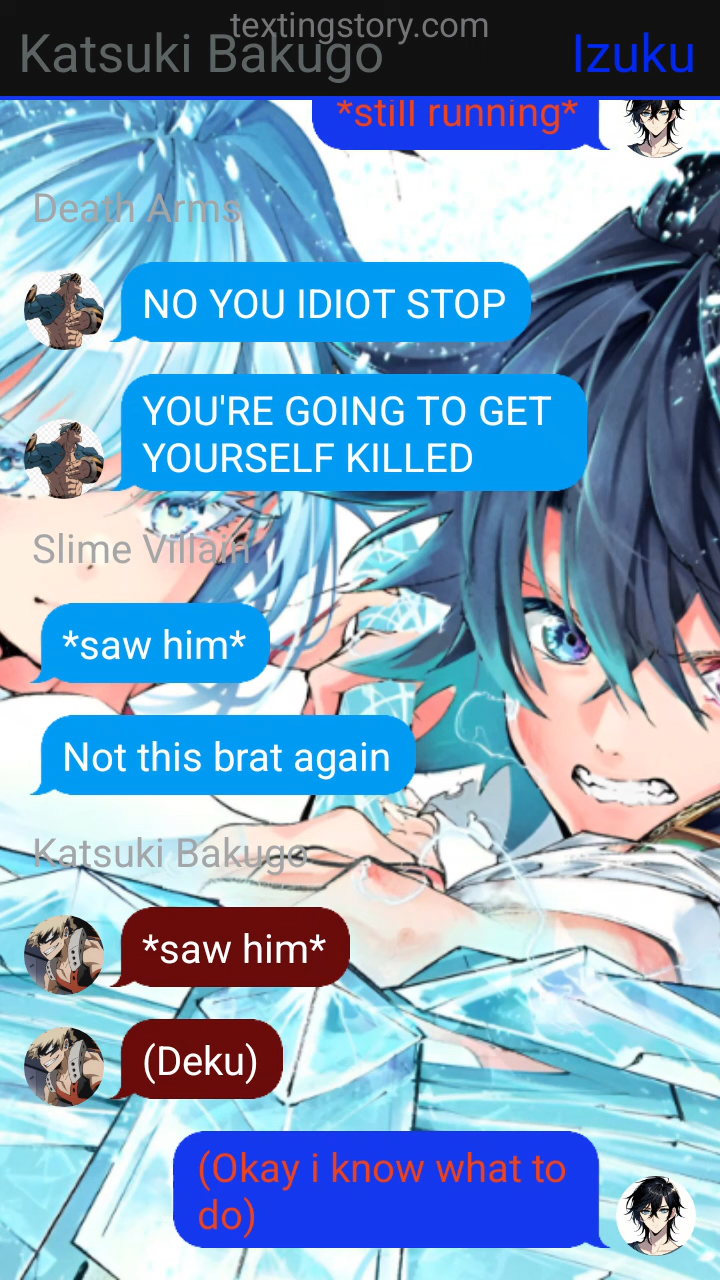 textingstory.com
Katsuki Bakugo
Izuku
*still running*
Death Arms
NO YOU IDIOT STOP
YOU'RE GOING TO GET
YOURSELF KILLED
Slime Villain
*saw him*
Not this brat again
Katsuki Bakugo
*saw him*
(Deku)
(Okay i know what to
do)